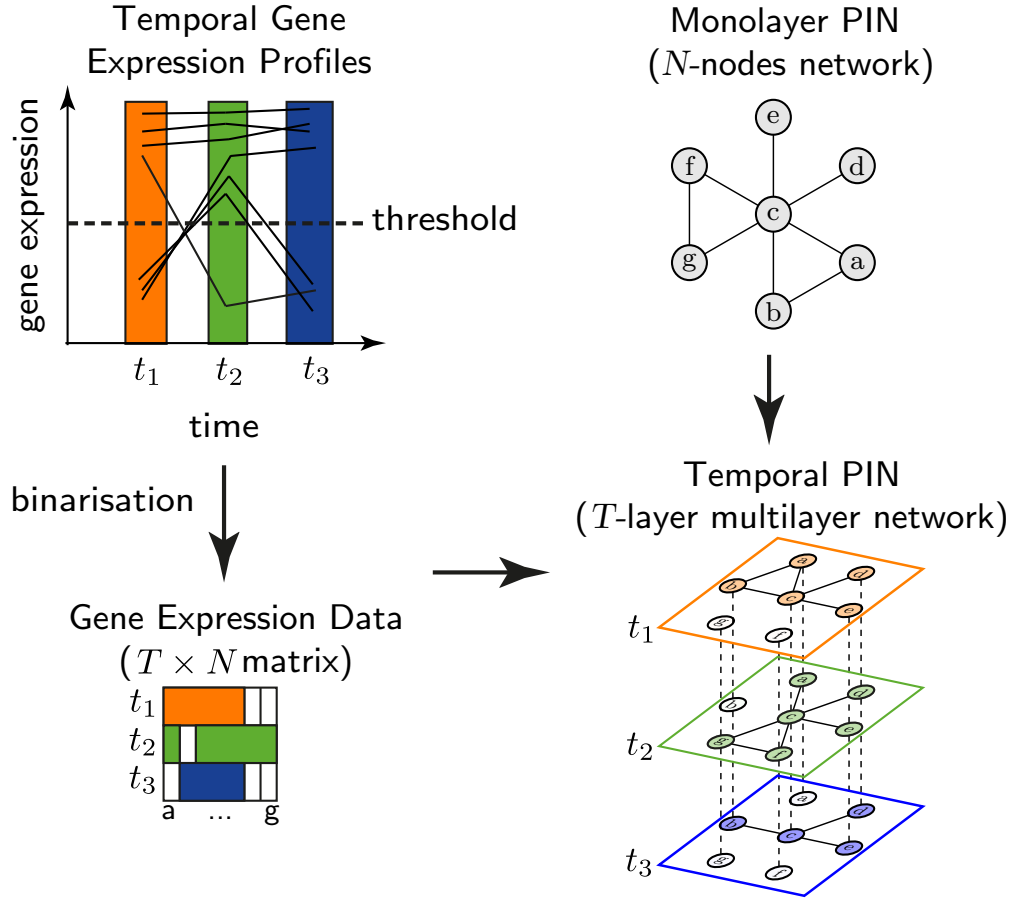 Temporal Gene
Expression Profiles
gene expression
threshold
t1
t2
t3
time
binarisation
Gene Expression Data
(T × N matrix)
t1
t2
t3
a
...
g
Monolayer PIN
(N-nodes network)
e
f
d
c
g
a
b
Temporal PIN
(T-layer multilayer network)
a
d
b
c
e
g
f
t1
a
d
b
c
e
g
f
t2
a
d
b
c
e
g
f
t3